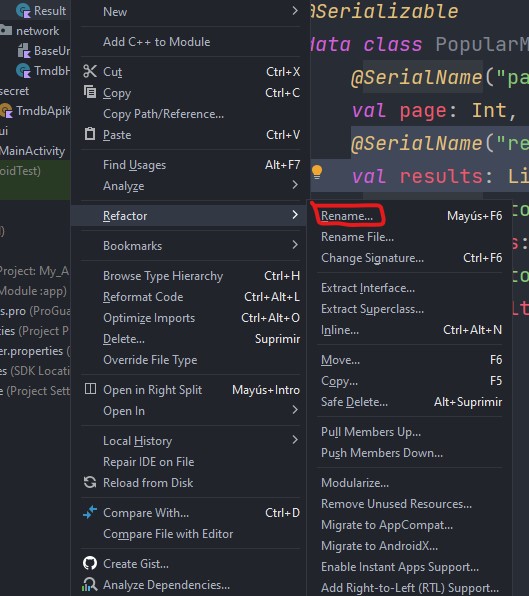 Result
network
BaseUr
TmdbH
secret
TmdbApiK
ui
MainActivity
oidTest)
Project: My_A
Module :app)
s.pro (ProGua
ties (Project P
er.properties (
s (SDK Locati
s (Project Sett
New
Add C++ to Module
Cut Ctrl+X
Copy Ctrl+C
Copy Path/Reference...
Paste Ctrl+V
Find Usages Alt+F7
Analyze
Refactor
Bookmarks
Browse Type Hierarchy Ctrl+H
Reformat Code Ctrl+Alt+L
Optimize Imports Ctrl+Alt+O
Delete... Suprimir
Override File Type
Open in Right Split Mayús+Intro
Open In
Local History
Repair IDE on File
Reload from Disk
Compare With... Ctrl+D
Compare File with Editor
Create Gist...
Analyze Dependencies...
@Serializable
data class PopularM
@SerialName("pa
val page: Int,
@SerialName("re
val results: Li
Rename... Mayús+F6
Rename File...
Change Signature... Ctrl+F6
Extract Interface...
Extract Superclass...
Inline... Ctrl+Alt+N
Move... F6
Copy... F5
Safe Delete... Alt+Suprimir
Pull Members Up...
Push Members Down...
Modularize...
Remove Unused Resources...
Migrate to AppCompat...
Migrate to AndroidX...
Enable Instant Apps Support...
Add Right-to-Left (RTL) Support...
to
s:
to
lt